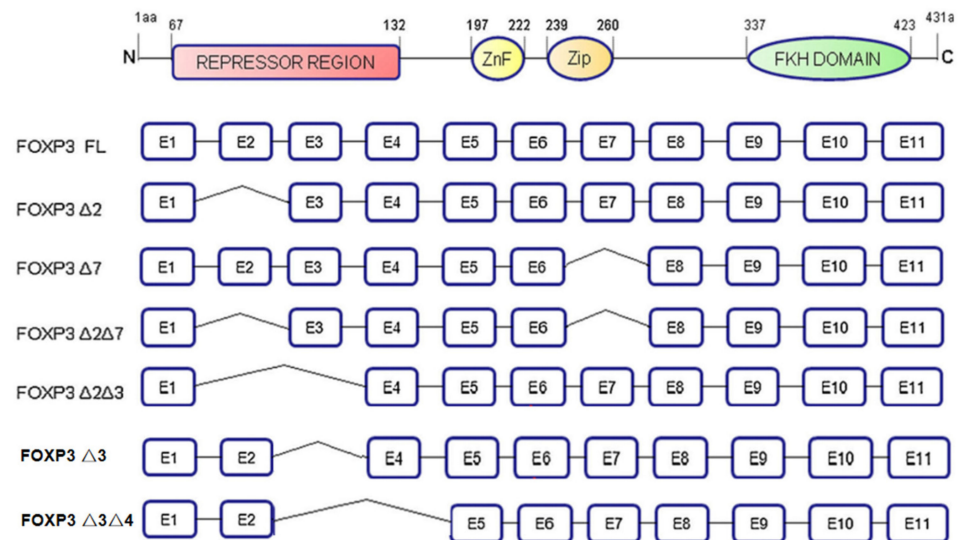 1aa 67 132 197 222 239 260 337 423 431a
N REPRESSOR REGION ZnF Zip FKH DOMAIN C
FOXP3 FL E1 E2 E3 E4 E5 E6 E7 E8 E9 E10 E11
FOXP3 Δ2 E1 E3 E4 E5 E6 E7 E8 E9 E10 E11
FOXP3 Δ7 E1 E2 E3 E4 E5 E6 E8 E9 E10 E11
FOXP3 Δ2Δ7 E1 E3 E4 E5 E6 E8 E9 E10 E11
FOXP3 Δ2Δ3 E1 E4 E5 E6 E7 E8 E9 E10 E11
FOXP3 △3 E1 E2 E4 E5 E6 E7 E8 E9 E10 E11
FOXP3 △3△4 E1 E2 E5 E6 E7 E8 E9 E10 E11